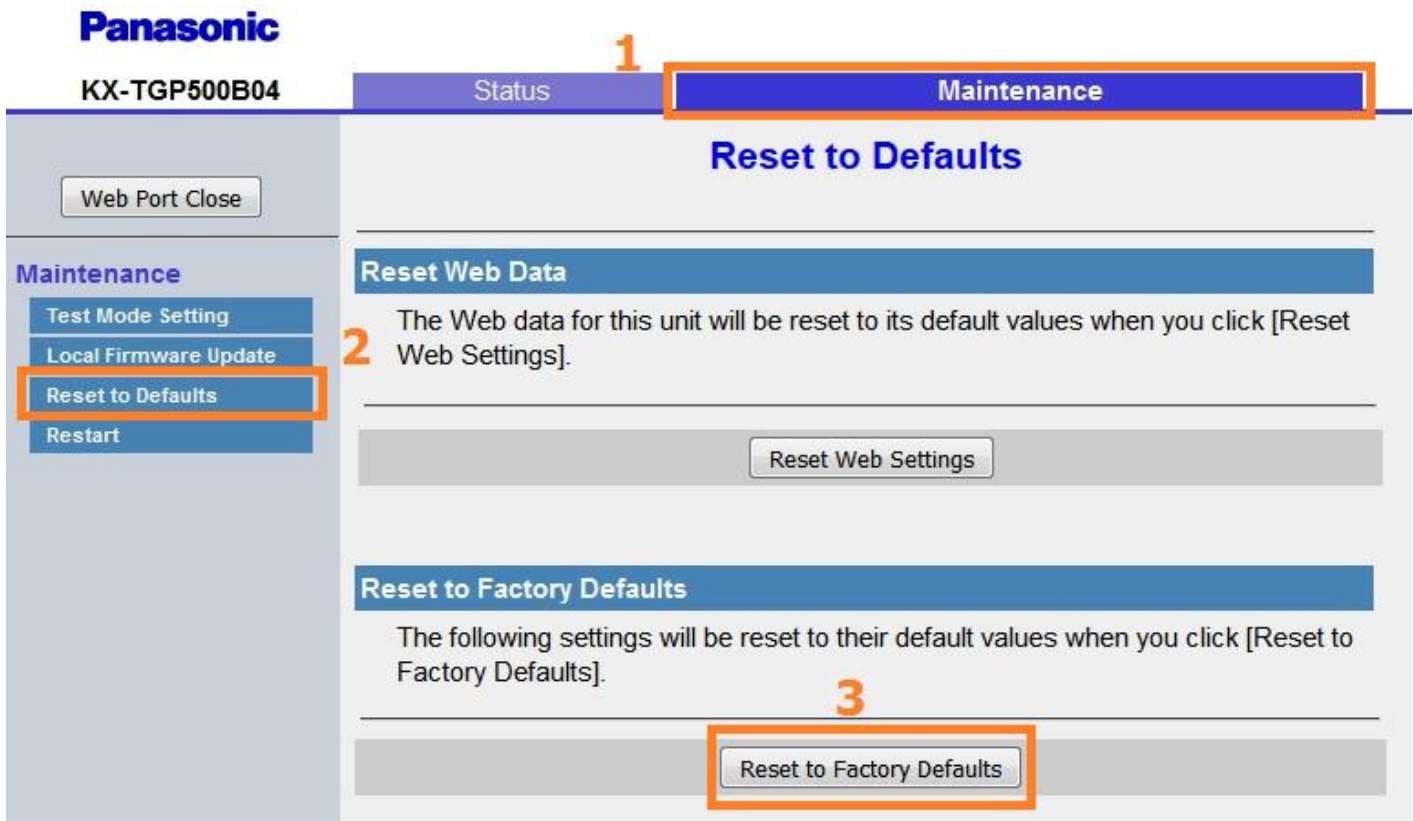 Panasonic
1
KX-TGP500B04
Status
Maintenance
Web Port Close
Maintenance
Test Mode Setting
Local Firmware Update
2
Reset to Defaults
Restart
Reset to Defaults
Reset Web Data
The Web data for this unit will be reset to its default values when you click [Reset
Web Settings].
Reset Web Settings
Reset to Factory Defaults
The following settings will be reset to their default values when you click [Reset to
Factory Defaults].
3
Reset to Factory Defaults